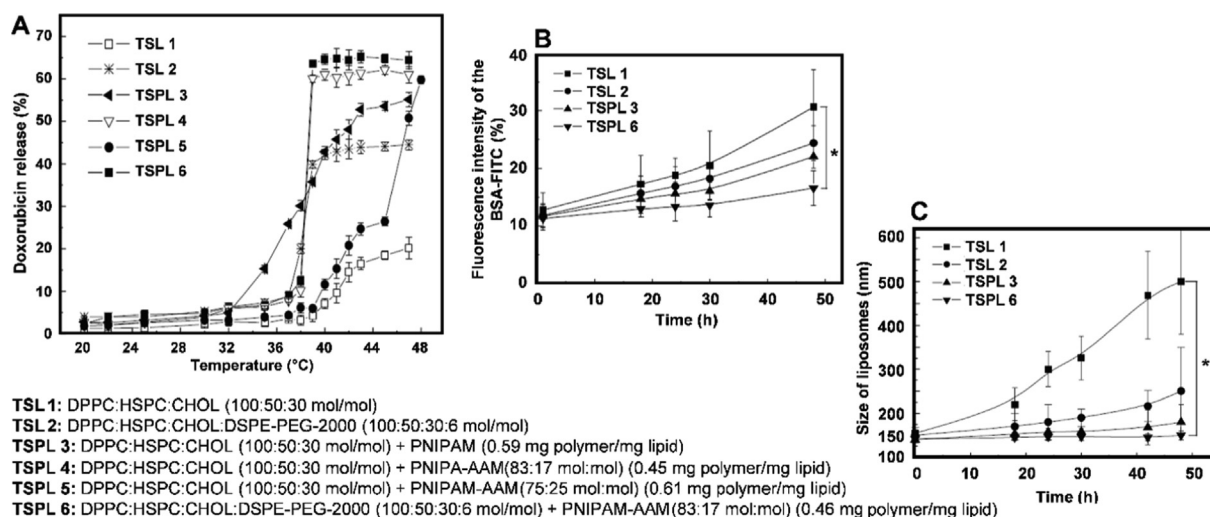 A
70
60
50
40
30
20
10
0
Doxorubicin release (%)
TSL 1
TSL 2
TSPL 3
TSPL 4
TSPL 5
TSPL 6
20 24 28 32 36 40 44 48
Temperature (°C)
B
40
30
20
10
0
Fluorescence intensity of the
BSA-FITC (%)
TSL 1
TSL 2
TSPL 3
TSPL 6
*
0 10 20 30 40 50
Time (h)
C
600
500
400
300
200
150
100
Size of liposomes (nm)
TSL 1
TSL 2
TSPL 3
TSPL 6
*
0 10 20 30 40 50
Time (h)
TSL 1: DPPC:HSPC:CHOL (100:50:30 mol/mol)
TSL 2: DPPC:HSPC:CHOL:DSPE-PEG-2000 (100:50:30:6 mol/mol)
TSPL 3: DPPC:HSPC:CHOL (100:50:30 mol/mol) + PNIPAM (0.59 mg polymer/mg lipid)
TSPL 4: DPPC:HSPC:CHOL (100:50:30 mol/mol) + PNIPA-AAM(83:17 mol:mol) (0.45 mg polymer/mg lipid)
TSPL 5: DPPC:HSPC:CHOL (100:50:30 mol/mol) + PNIPAM-AAM(75:25 mol:mol) (0.61 mg polymer/mg lipid)
TSPL 6: DPPC:HSPC:CHOL:DSPE-PEG-2000 (100:50:30:6 mol/mol) + PNIPAM-AAM(83:17 mol:mol) (0.46 mg polymer/mg lipid)